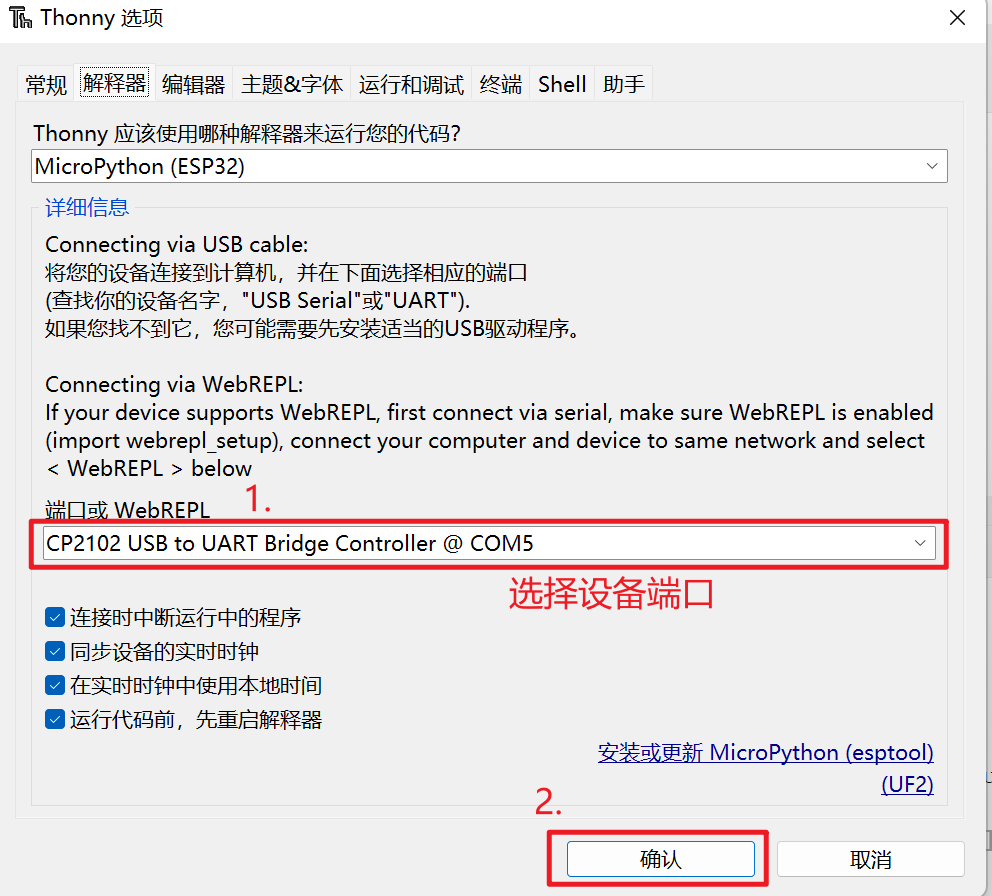 Thonny 选项
常规 解释器 编辑器 主题&字体 运行和调试 终端 Shell 助手
Thonny 应该使用哪种解释器来运行您的代码?
MicroPython (ESP32)
详细信息
Connecting via USB cable:
将您的设备连接到计算机，并在下面选择相应的端口
(查找你的设备名字，"USB Serial"或"UART").
如果您找不到它，您可能需要先安装适当的USB驱动程序。
Connecting via WebREPL:
If your device supports WebREPL, first connect via serial, make sure WebREPL is enabled
(import webrepl_setup), connect your computer and device to same network and select
< WebREPL > below
端口或 WebREPL
1.
CP2102 USB to UART Bridge Controller @ COM5
选择设备端口
连接时中断运行中的程序
同步设备的实时时钟
在实时时钟中使用本地时间
运行代码前，先重启解释器
安装或更新 MicroPython (esptool)
(UF2)
2.
确认 取消